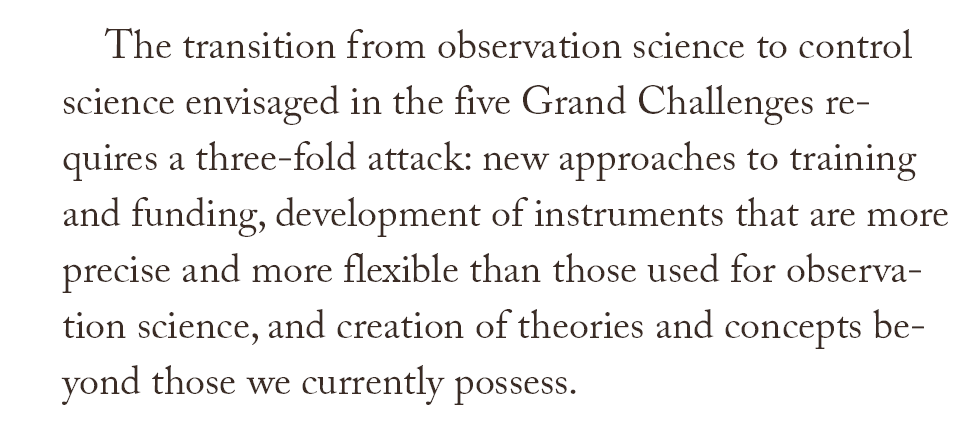 The transition from observation science to control
science envisaged in the five Grand Challenges re-
quires a three-fold attack: new approaches to training
and funding, development of instruments that are more
precise and more flexible than those used for observa-
tion science, and creation of theories and concepts be-
yond those we currently possess.